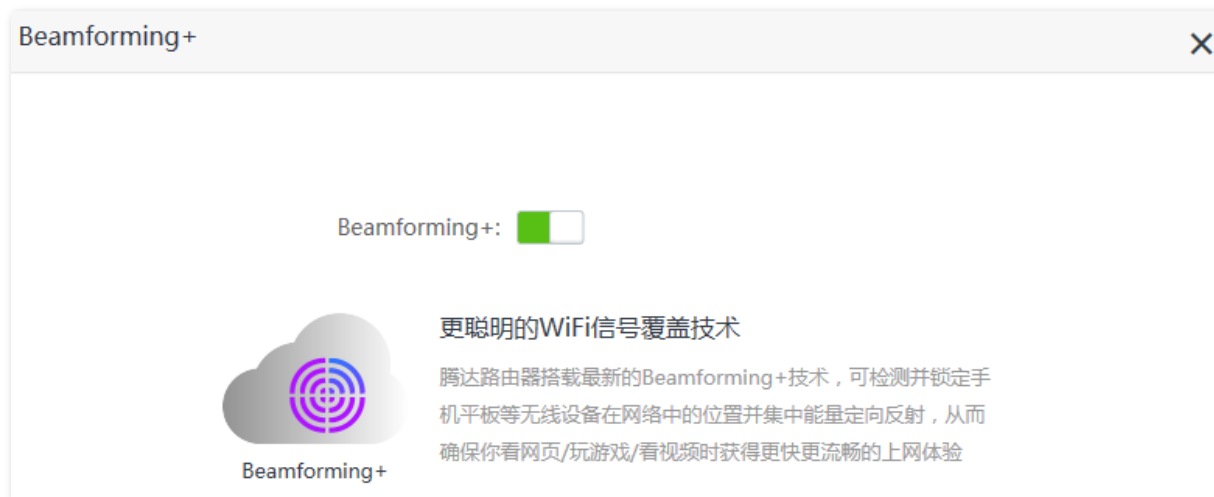 Beamforming+
Beamforming+:
更聪明的WiFi信号覆盖技术
腾达路由器搭载最新的Beamforming+技术，可检测并锁定手
机平板等无线设备在网络中的位置并集中能量定向反射，从而
确保你看网页/玩游戏/看视频时获得更快更流畅的上网体验
Beamforming+